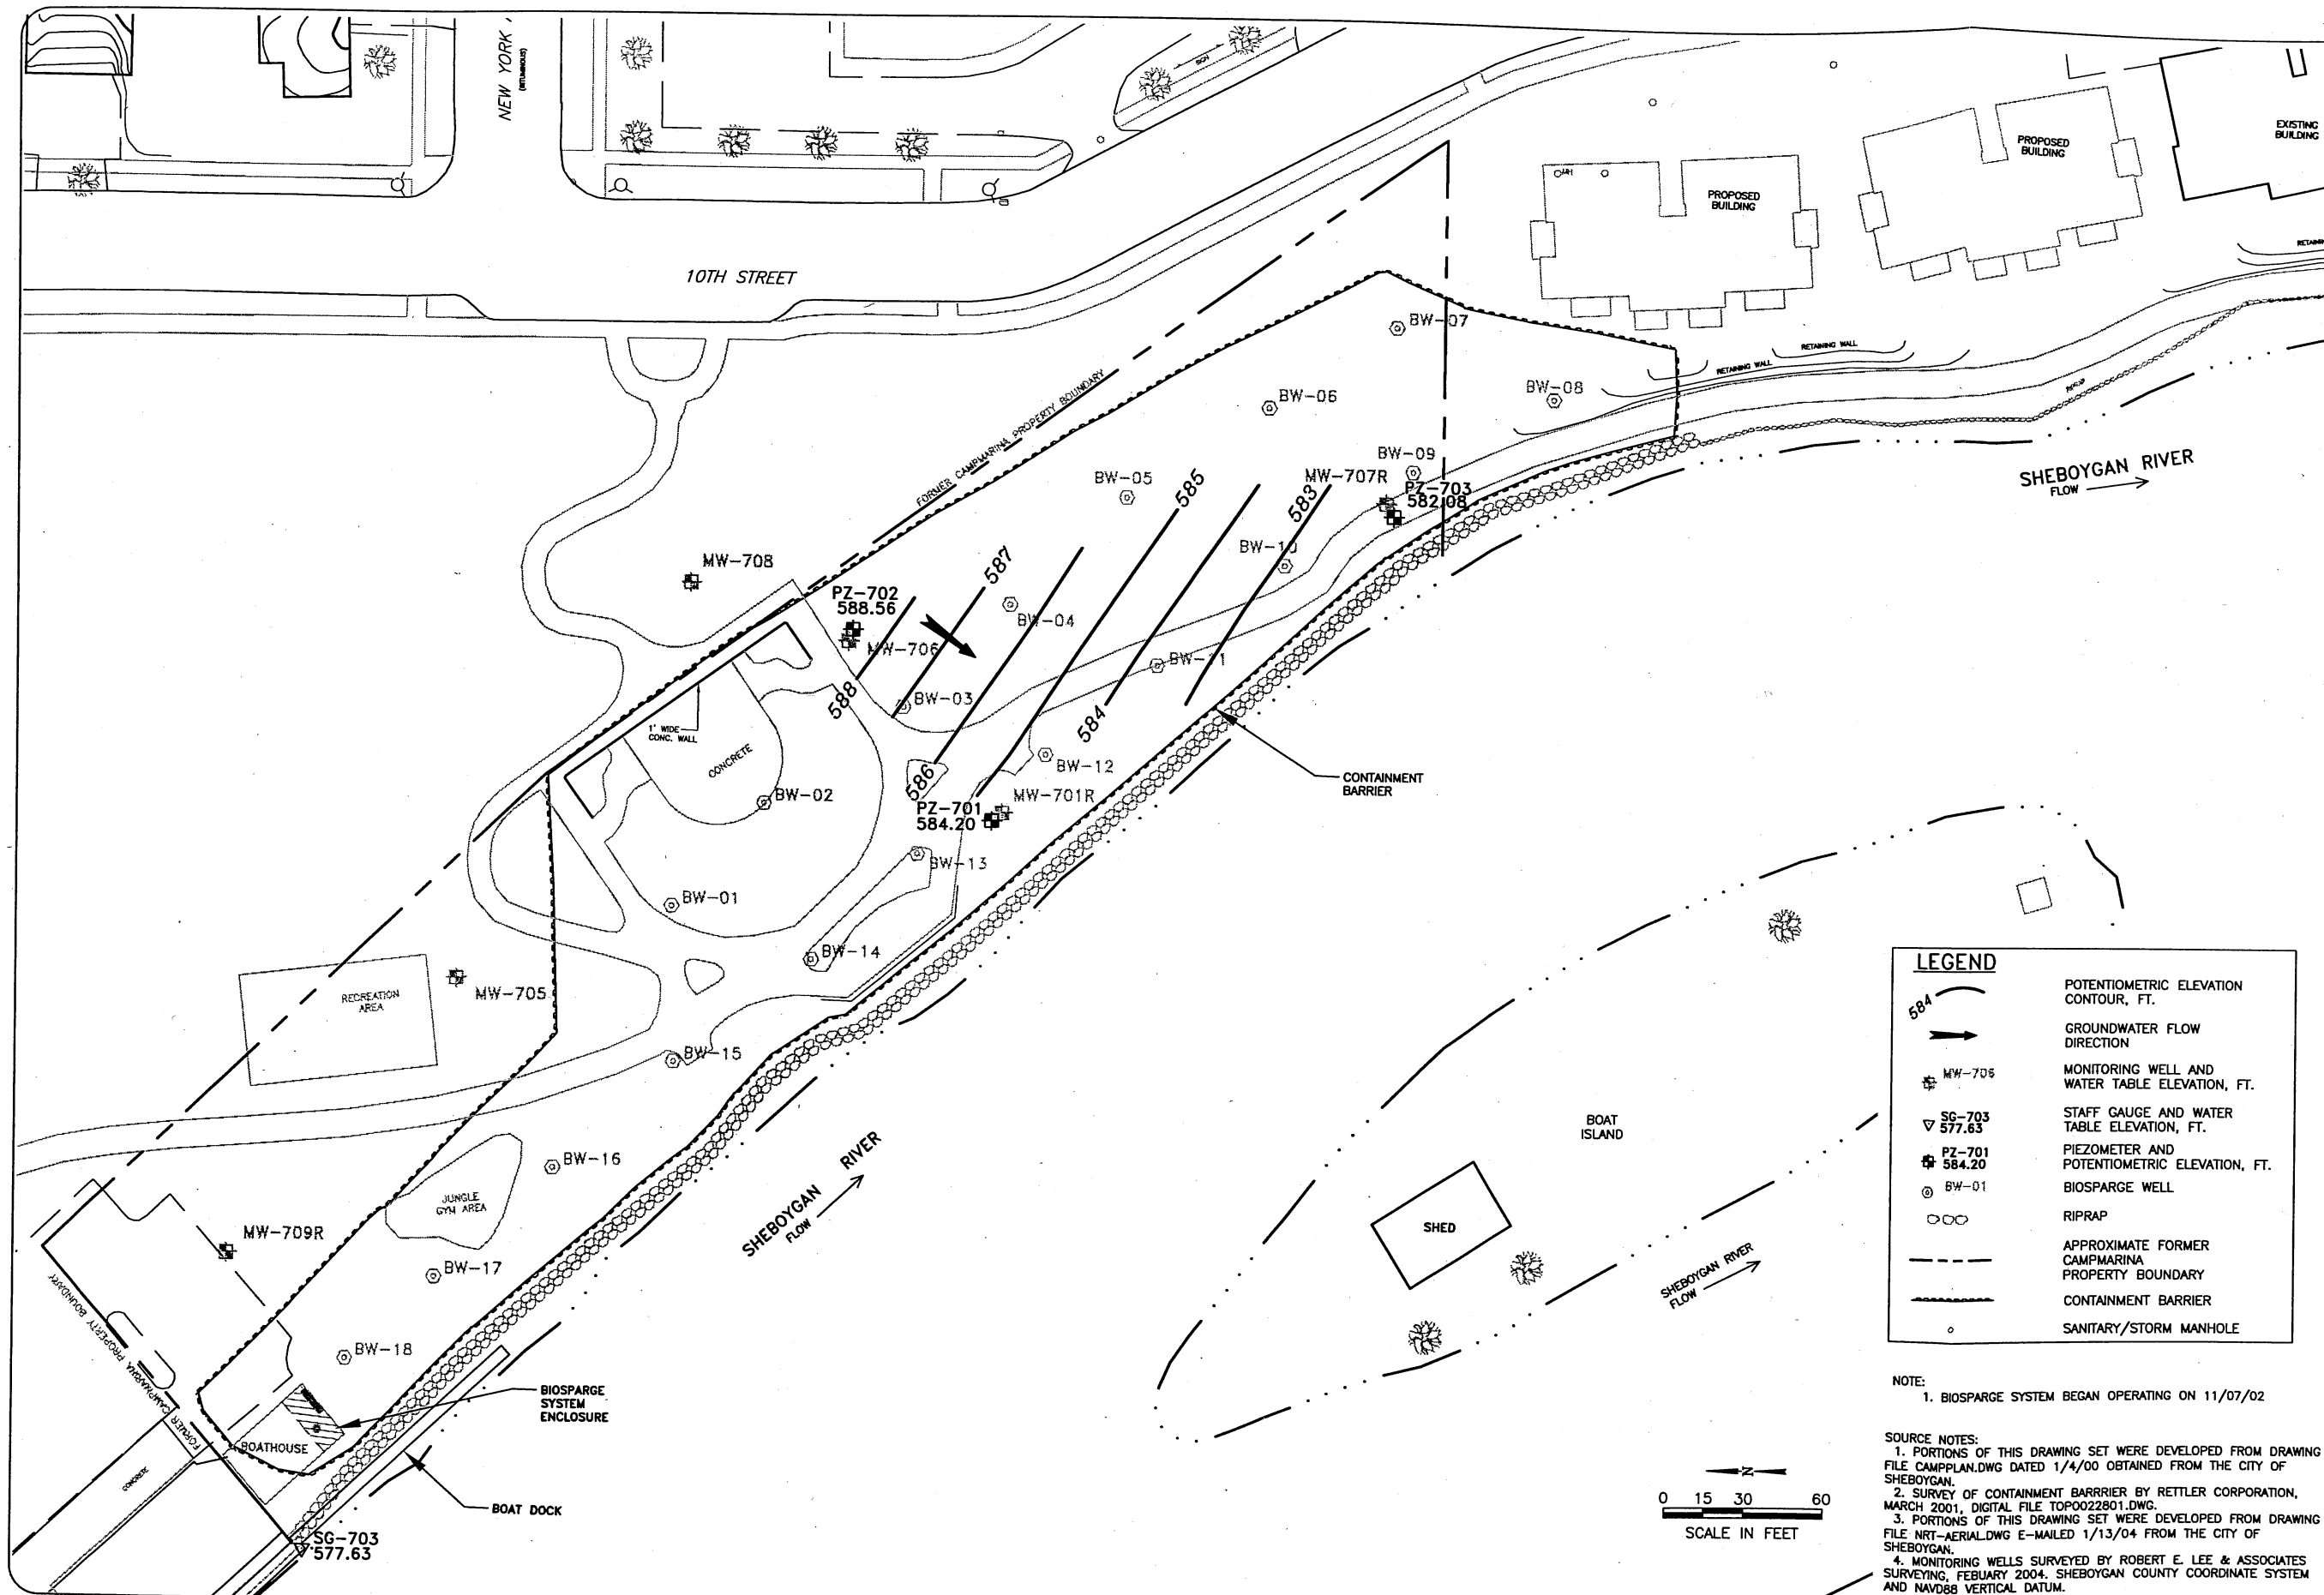 NEW YORK ,
(BITUMINOUS)
SIGN
EXISTING
BUILDING
PROPOSED
BUILDING
PROPOSED
BUILDING
MH
10TH STREET
RETAINING
BW-07
RETAINING WALL
RETAINING WALL
RIPRAP
FORMER CAMPMARINA PROPERTY BOUNDARY
BW-06
BW-08
BW-09
BW-05
585
MW-707R
583
PZ-703
582.08
SHEBOYGAN RIVER
FLOW
BW-10
587
MW-708
PZ-702
588.56
BW-04
MW-706
BW-11
588
BW-03
584
1' WIDE
CONC. WALL
CONCRETE
BW-12
586
CONTAINMENT
BARRIER
BW-02
MW-701R
PZ-701
584.20
BW-13
BW-01
BW-14
MW-705
RECREATION
AREA
BW-15
BW-16
JUNGLE
GYM AREA
SHEBOYGAN RIVER
FLOW
BOAT
ISLAND
SHED
SHEBOYGAN RIVER
FLOW
MW-709R
BW-17
FORMER CAMPMARINA PROPERTY BOUNDARY
BW-18
BIOSPARGE
SYSTEM
ENCLOSURE
BOATHOUSE
CONCRETE
BOAT DOCK
SG-703
577.63
LEGEND
584
POTENTIOMETRIC ELEVATION
CONTOUR, FT.
GROUNDWATER FLOW
DIRECTION
MW-706
MONITORING WELL AND
WATER TABLE ELEVATION, FT.
SG-703
577.63
STAFF GAUGE AND WATER
TABLE ELEVATION, FT.
PZ-701
584.20
PIEZOMETER AND
POTENTIOMETRIC ELEVATION, FT.
BW-01
BIOSPARGE WELL
RIPRAP
APPROXIMATE FORMER
CAMPMARINA
PROPERTY BOUNDARY
CONTAINMENT BARRIER
SANITARY/STORM MANHOLE
NOTE:
1. BIOSPARGE SYSTEM BEGAN OPERATING ON 11/07/02
SOURCE NOTES:
1. PORTIONS OF THIS DRAWING SET WERE DEVELOPED FROM DRAWING
FILE CAMPPLAN.DWG DATED 1/4/00 OBTAINED FROM THE CITY OF
SHEBOYGAN.
2. SURVEY OF CONTAINMENT BARRRIER BY RETTLER CORPORATION,
MARCH 2001, DIGITAL FILE TOPO022801.DWG.
3. PORTIONS OF THIS DRAWING SET WERE DEVELOPED FROM DRAWING
FILE NRT-AERIAL.DWG E-MAILED 1/13/04 FROM THE CITY OF
SHEBOYGAN.
4. MONITORING WELLS SURVEYED BY ROBERT E. LEE & ASSOCIATES
SURVEYING, FEBUARY 2004. SHEBOYGAN COUNTY COORDINATE SYSTEM
AND NAVD88 VERTICAL DATUM.
N
0 15 30 60
SCALE IN FEET